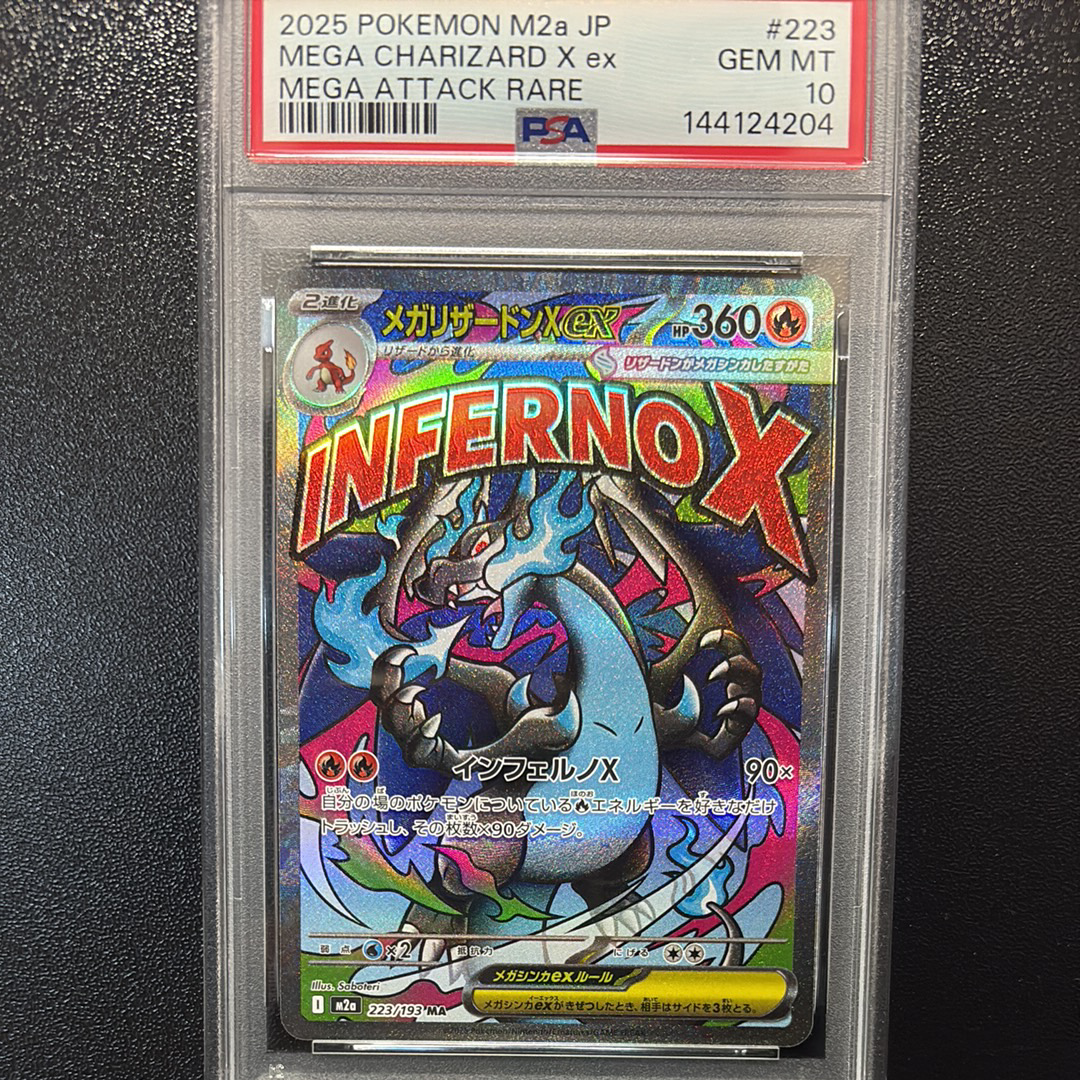 2025 POKEMON M2a JP #223
MEGA CHARIZARD X ex GEM MT
MEGA ATTACK RARE 10
PSA 144124204
2進化
メガリザードンXex HP360
リザードから進化
リザードンがメガシンカしたすがた
INFERNO X
インフェルノX 90×
自分の場のポケモンについているエネルギーを好きなだけ
トラッシュし、その枚数×90ダメージ。
弱点 ×2 抵抗力 にげる
メガシンカexルール
メガシンカexがきぜつしたとき、相手はサイドを3枚とる。
Illus. Saboteri
I M2a 223/193 MA